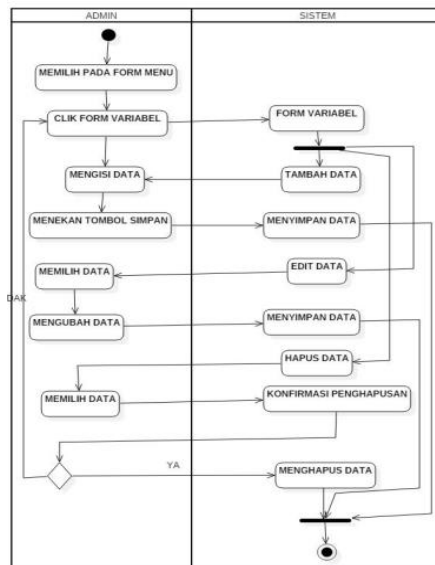 ADMIN
SISTEM
MEMILIH PADA FORM MENU
CLIK FORM VARIABEL
FORM VARIABEL
MENGISI DATA
TAMBAH DATA
MENEKAN TOMBOL SIMPAN
MENYIMPAN DATA
MEMILIH DATA
EDIT DATA
DAK
MENGUBAH DATA
MENYIMPAN DATA
HAPUS DATA
MEMILIH DATA
KONFIRMASI PENGHAPUSAN
YA
MENGHAPUS DATA